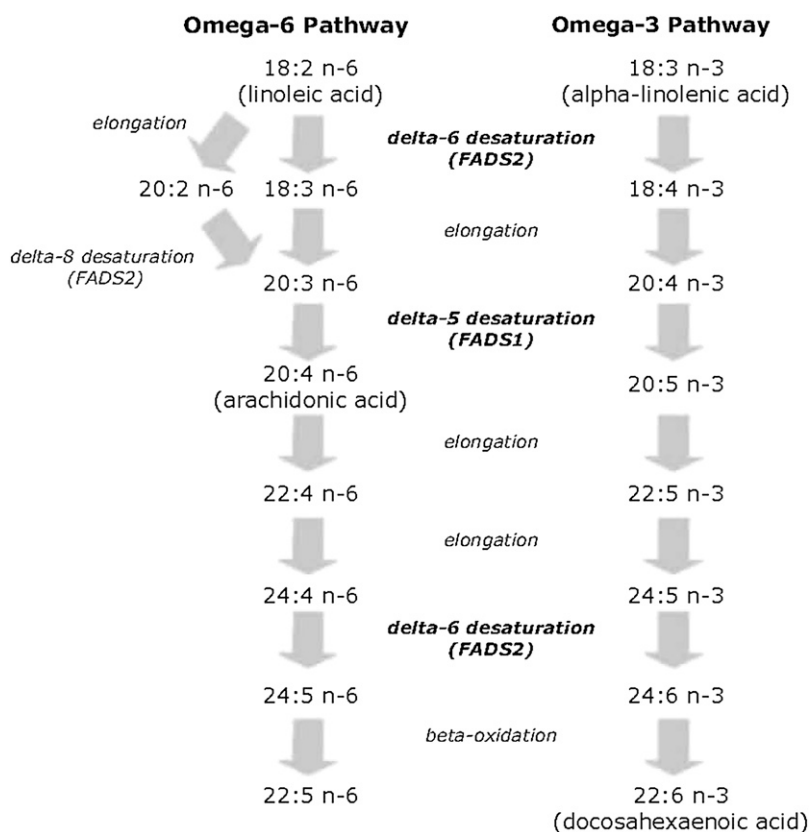 Omega-6 Pathway
Omega-3 Pathway
18:2 n-6
(linoleic acid)
18:3 n-3
(alpha-linolenic acid)
elongation
delta-6 desaturation
(FADS2)
20:2 n-6
18:3 n-6
18:4 n-3
elongation
delta-8 desaturation
(FADS2)
20:3 n-6
20:4 n-3
delta-5 desaturation
(FADS1)
20:4 n-6
(arachidonic acid)
20:5 n-3
elongation
22:4 n-6
22:5 n-3
elongation
24:4 n-6
24:5 n-3
delta-6 desaturation
(FADS2)
24:5 n-6
24:6 n-3
beta-oxidation
22:5 n-6
22:6 n-3
(docosahexaenoic acid)